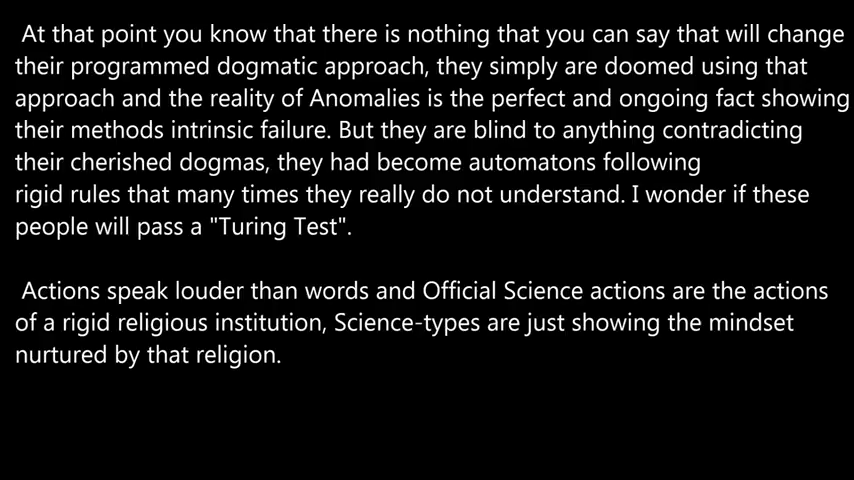 At that point you know that there is nothing that you can say that will change
their programmed dogmatic approach, they simply are doomed using that
approach and the reality of Anomalies is the perfect and ongoing fact showing
their methods intrinsic failure. But they are blind to anything contradicting
their cherished dogmas, they had become automatons following
rigid rules that many times they really do not understand. I wonder if these
people will pass a "Turing Test".
Actions speak louder than words and Official Science actions are the actions
of a rigid religious institution, Science-types are just showing the mindset
nurtured by that religion.